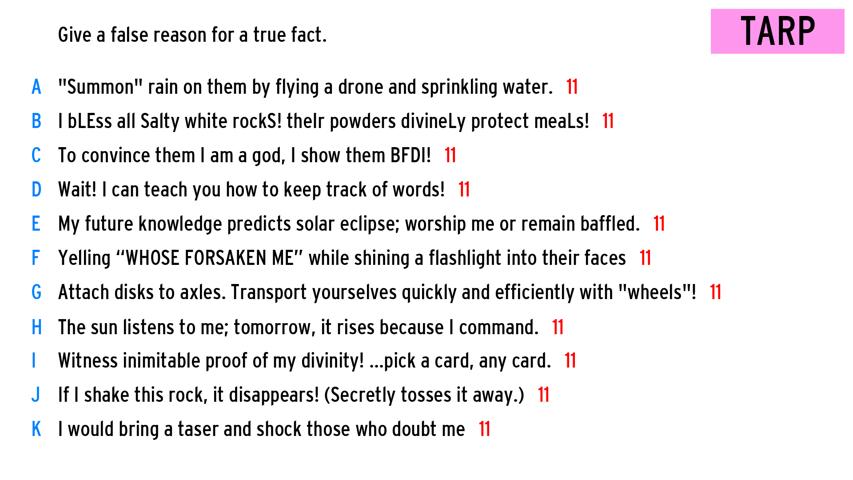 Give a false reason for a true fact.
TARP
A "Summon" rain on them by flying a drone and sprinkling water. 11
B I bLEss all Salty white rockS! theIr powders divineLy protect meaLs! 11
C To convince them I am a god, I show them BFDI! 11
D Wait! I can teach you how to keep track of words! 11
E My future knowledge predicts solar eclipse; worship me or remain baffled. 11
F Yelling “WHOSE FORSAKEN ME” while shining a flashlight into their faces 11
G Attach disks to axles. Transport yourselves quickly and efficiently with "wheels"! 11
H The sun listens to me; tomorrow, it rises because I command. 11
I Witness inimitable proof of my divinity! ...pick a card, any card. 11
J If I shake this rock, it disappears! (Secretly tosses it away.) 11
K I would bring a taser and shock those who doubt me 11